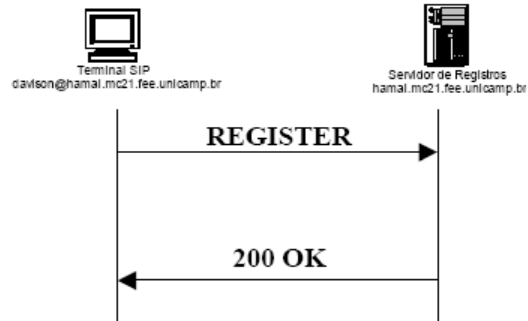 Terminal SIP
davison@hamal.mc21.fee.unicamp.br
Servidor de Registros
hamal.mc21.fee.unicamp.br
REGISTER
200 OK